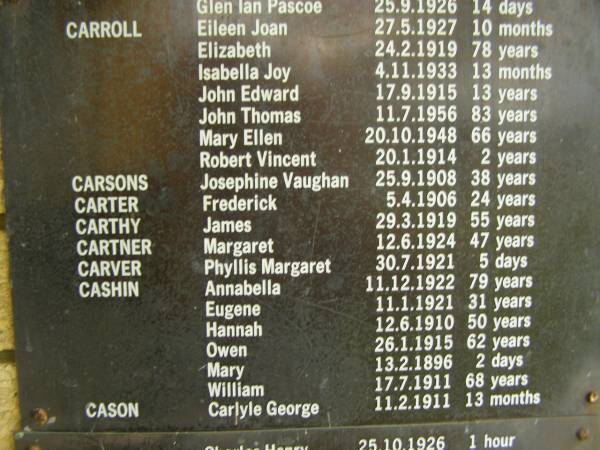 Glen Ian Pascoe 25.9.1926 14 days
CARROLL Eileen Joan 27.5.1927 10 months
Elizabeth 24.2.1919 78 years
Isabella Joy 4.11.1933 13 months
John Edward 17.9.1915 13 years
John Thomas 11.7.1956 83 years
Mary Ellen 20.10.1948 66 years
Robert Vincent 20.1.1914 2 years
CARSONS Josephine Vaughan 25.9.1908 38 years
CARTER Frederick 5.4.1906 24 years
CARTHY James 29.3.1919 55 years
CARTNER Margaret 12.6.1924 47 years
CARVER Phyllis Margaret 30.7.1921 5 days
CASHIN Annabella 11.12.1922 79 years
Eugene 11.1.1921 31 years
Hannah 12.6.1910 50 years
Owen 26.1.1915 62 years
Mary 13.2.1896 2 days
William 17.7.1911 68 years
CASON Carlyle George 11.2.1911 13 months
Charles Henry 25.10.1926 1 hour